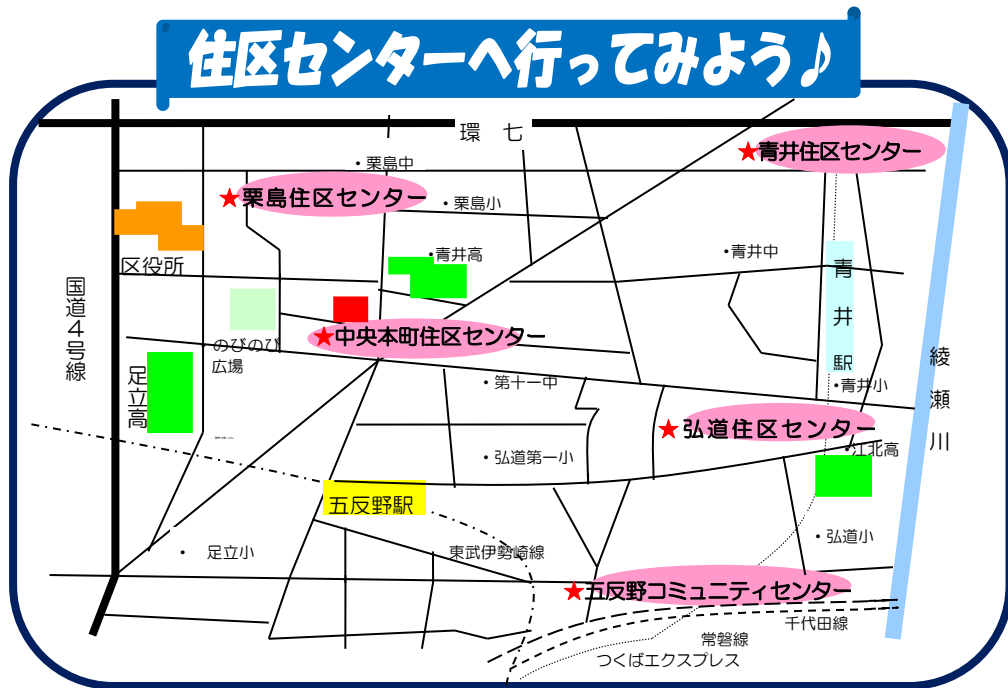 住区センターへ行ってみよう♪
環 七
★青井住区センター
・栗島中
★栗島住区センター
・栗島小
・青井高
・青井中
区役所
青井駅
国道4号線
★中央本町住区センター
・のびのび
広場
綾瀬川
足立高
・第十一中
・青井小
★弘道住区センター
・江北高
・弘道第一小
五反野駅
・弘道小
・ 足立小
東武伊勢崎線
★五反野コミュニティセンター
千代田線
常磐線
つくばエクスプレス